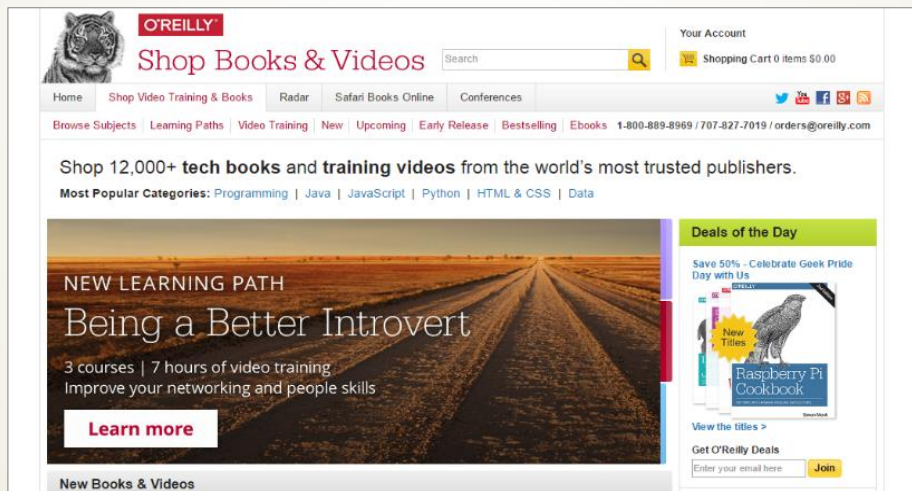 O'REILLY
Shop Books & Videos
Search
Your Account
Shopping Cart 0 items $0.00
Home
Shop Video Training & Books
Radar
Safari Books Online
Conferences
You Tube
Browse Subjects | Learning Paths | Video Training | New | Upcoming | Early Release | Bestselling | Ebooks 1-800-889-8969 / 707-827-7019 / orders@oreilly.com
Shop 12,000+ tech books and training videos from the world's most trusted publishers.
Most Popular Categories: Programming | Java | JavaScript | Python | HTML & CSS | Data
NEW LEARNING PATH
Being a Better Introvert
3 courses | 7 hours of video training
Improve your networking and people skills
Learn more
New Books & Videos
Deals of the Day
Save 50% - Celebrate Geek Pride
Day with Us
O'REILLY
New
Titles
Raspberry Pi
Cookbook
View the titles >
Get O'Reilly Deals
Enter your email here
Join